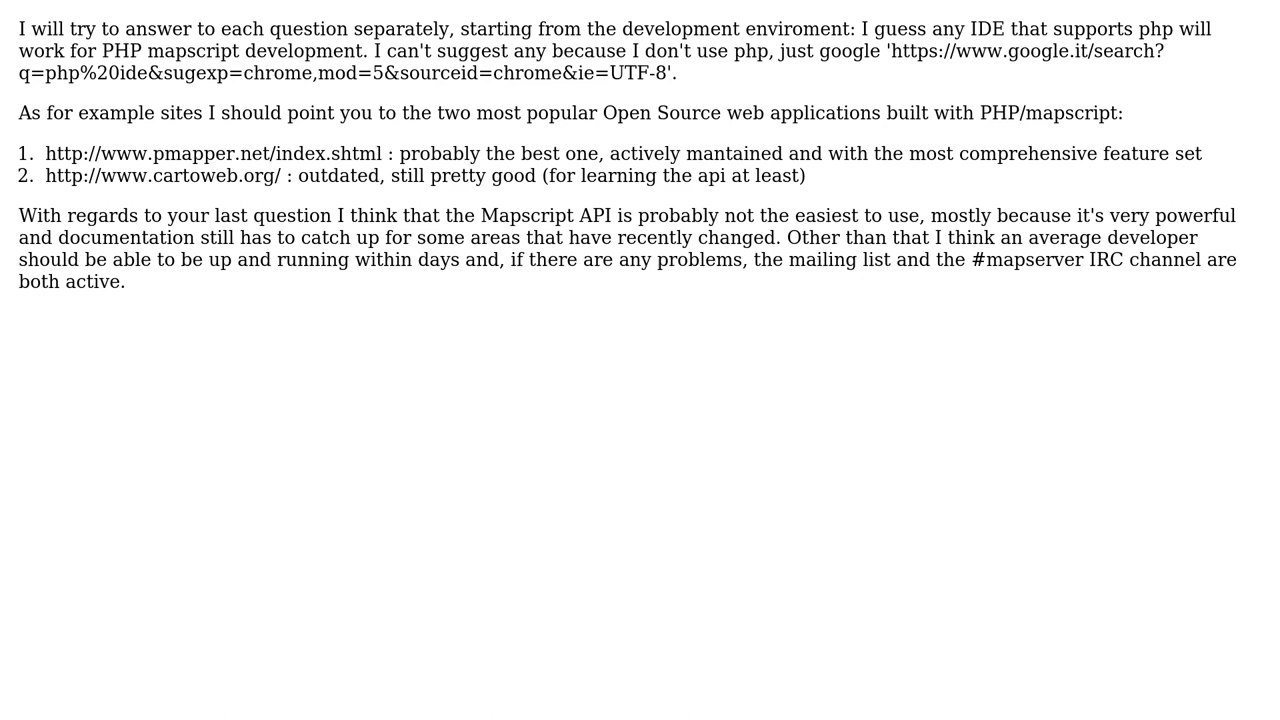 I will try to answer to each question separately, starting from the development enviroment: I guess any IDE that supports php will
work for PHP mapscript development. I can't suggest any because I don't use php, just google 'https://www.google.it/search?
q=php%20ide&sugexp=chrome,mod=5&sourceid=chrome&ie=UTF-8'.
As for example sites I should point you to the two most popular Open Source web applications built with PHP/mapscript:
1. http://www.pmapper.net/index.shtml : probably the best one, actively mantained and with the most comprehensive feature set
2. http://www.cartoweb.org/ : outdated, still pretty good (for learning the api at least)
With regards to your last question I think that the Mapscript API is probably not the easiest to use, mostly because it's very powerful
and documentation still has to catch up for some areas that have recently changed. Other than that I think an average developer
should be able to be up and running within days and, if there are any problems, the mailing list and the #mapserver IRC channel are
both active.